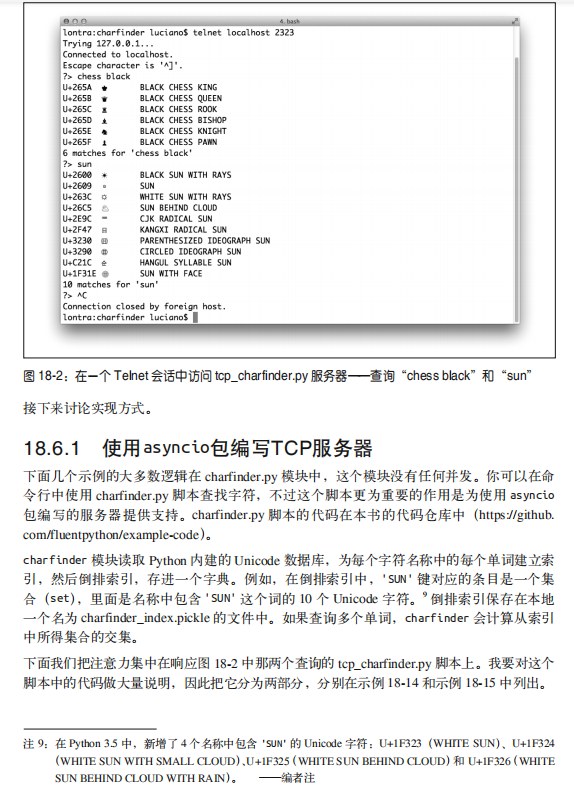 4. bash
lontra:charfinder luciano$ telnet localhost 2323
Trying 127.0.0.1...
Connected to localhost.
Escape character is '^]'.
?> chess black
U+265A ♚ BLACK CHESS KING
U+265B ♛ BLACK CHESS QUEEN
U+265C ♜ BLACK CHESS ROOK
U+265D ♝ BLACK CHESS BISHOP
U+265E ♞ BLACK CHESS KNIGHT
U+265F ♟ BLACK CHESS PAWN
6 matches for 'chess black'
?> sun
U+2600 ☀ BLACK SUN WITH RAYS
U+2609 ☉ SUN
U+263C ☼ WHITE SUN WITH RAYS
U+26C5 ⛅ SUN BEHIND CLOUD
U+2E9C ⺜ CJK RADICAL SUN
U+2F47 ⽇ KANGXI RADICAL SUN
U+3230 ㈰ PARENTHESIZED IDEOGRAPH SUN
U+3290 ㊐ CIRCLED IDEOGRAPH SUN
U+C21C 순 HANGUL SYLLABLE SUN
U+1F31E 🌞 SUN WITH FACE
10 matches for 'sun'
?> ^C
Connection closed by foreign host.
lontra:charfinder luciano$
图 18-2：在一个 Telnet 会话中访问 tcp_charfinder.py 服务器——查询“chess black”和“sun”
接下来讨论实现方式。
18.6.1 使用asyncio包编写TCP服务器
下面几个示例的大多数逻辑在 charfinder.py 模块中，这个模块没有任何并发。你可以在命
令行中使用 charfinder.py 脚本查找字符，不过这个脚本更为重要的作用是为使用 asyncio
包编写的服务器提供支持。charfinder.py 脚本的代码在本书的代码仓库中（https://github.
com/fluentpython/example-code）。
charfinder 模块读取 Python 内建的 Unicode 数据库，为每个字符名称中的每个单词建立索
引，然后倒排索引，存进一个字典。例如，在倒排索引中，'SUN' 键对应的条目是一个集
合（set），里面是名称中包含 'SUN' 这个词的 10 个 Unicode 字符。9 倒排索引保存在本地
一个名为 charfinder_index.pickle 的文件中。如果查询多个单词，charfinder 会计算从索引
中所得集合的交集。
下面我们把注意力集中在响应图 18-2 中那两个查询的 tcp_charfinder.py 脚本上。我要对这个
脚本中的代码做大量说明，因此把它分为两部分，分别在示例 18-14 和示例 18-15 中列出。
注 9：在 Python 3.5 中，新增了 4 个名称中包含 'SUN' 的 Unicode 字符：U+1F323（WHITE SUN）、U+1F324
（WHITE SUN WITH SMALL CLOUD）、U+1F325（WHITE SUN BEHIND CLOUD）和 U+1F326（WHITE
SUN BEHIND CLOUD WITH RAIN）。 ——编者注